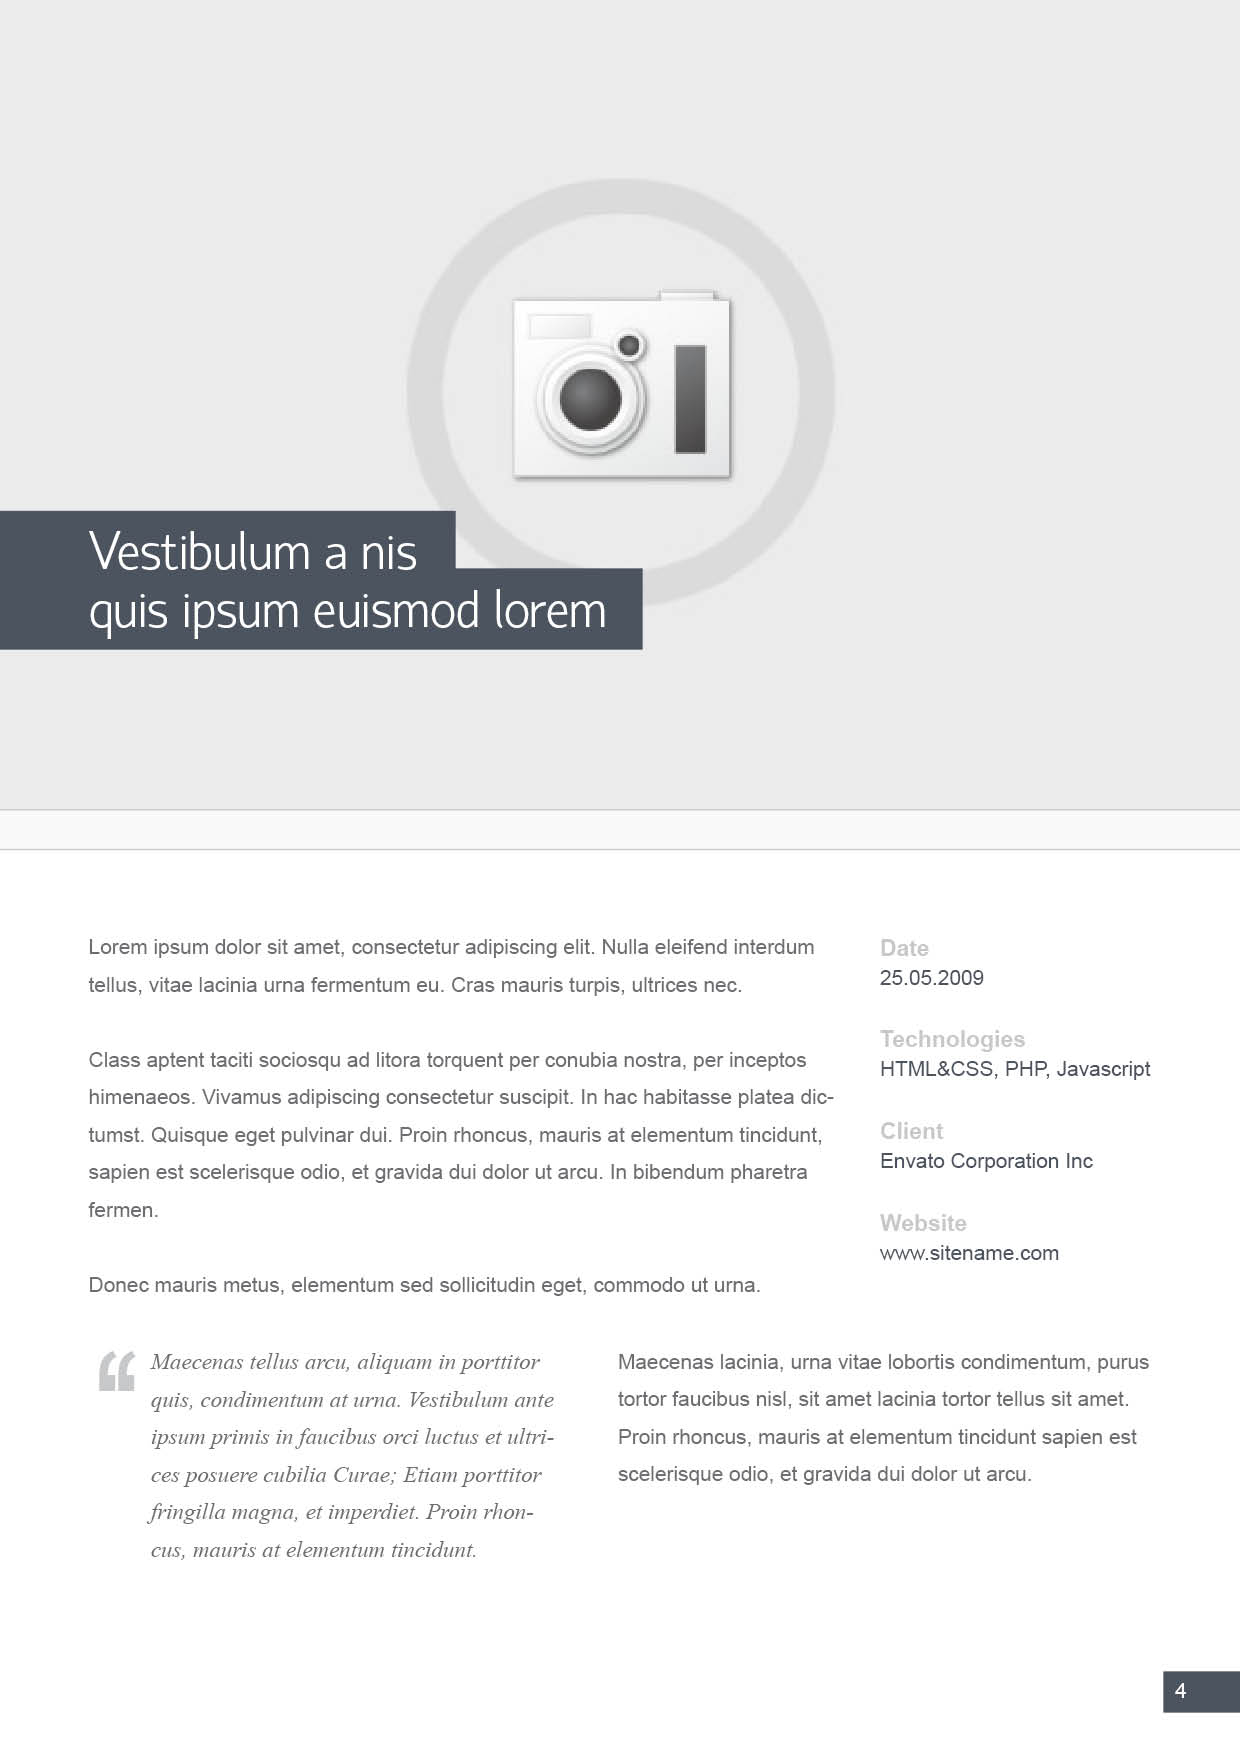 Vestibulum a nis
quis ipsum euismod lorem
Lorem ipsum dolor sit amet, consectetur adipiscing elit. Nulla eleifend interdum
tellus, vitae lacinia urna fermentum eu. Cras mauris turpis, ultrices nec.
Class aptent taciti sociosqu ad litora torquent per conubia nostra, per inceptos
himenaeos. Vivamus adipiscing consectetur suscipit. In hac habitasse platea dic-
tumst. Quisque eget pulvinar dui. Proin rhoncus, mauris at elementum tincidunt,
sapien est scelerisque odio, et gravida dui dolor ut arcu. In bibendum pharetra
fermen.
Donec mauris metus, elementum sed sollicitudin eget, commodo ut urna.
Date
25.05.2009
Technologies
HTML&CSS, PHP, Javascript
Client
Envato Corporation Inc
Website
www.sitename.com
“ Maecenas tellus arcu, aliquam in porttitor
quis, condimentum at urna. Vestibulum ante
ipsum primis in faucibus orci luctus et ultri-
ces posuere cubilia Curae; Etiam porttitor
fringilla magna, et imperdiet. Proin rhon-
cus, mauris at elementum tincidunt.
Maecenas lacinia, urna vitae lobortis condimentum, purus
tortor faucibus nisl, sit amet lacinia tortor tellus sit amet.
Proin rhoncus, mauris at elementum tincidunt sapien est
scelerisque odio, et gravida dui dolor ut arcu.
4